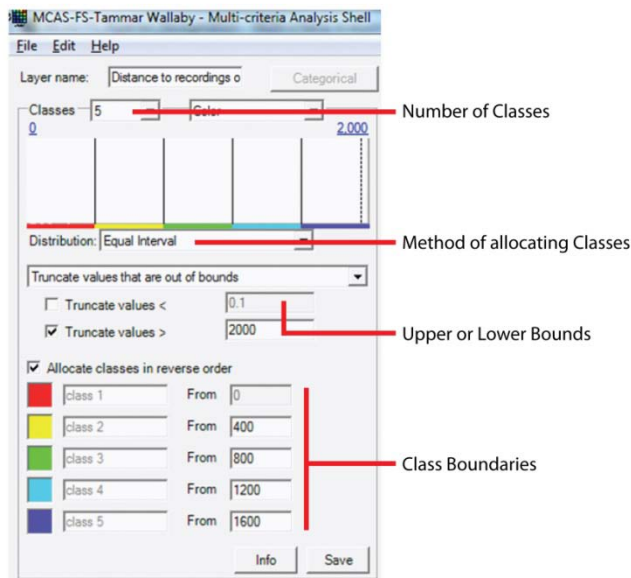 MCAS-FS-Tammar Wallaby - Multi-criteria Analysis Shell
File Edit Help
Layer name: Distance to recordings o Categorical
Classes 5 Color
Number of Classes
0 2,000
Distribution: Equal Interval
Method of allocating Classes
Truncate values that are out of bounds
Truncate values < 0.1
Truncate values > 2000
Upper or Lower Bounds
Allocate classes in reverse order
class 1 From 0
class 2 From 400
class 3 From 800
Class Boundaries
class 4 From 1200
class 5 From 1600
Info Save